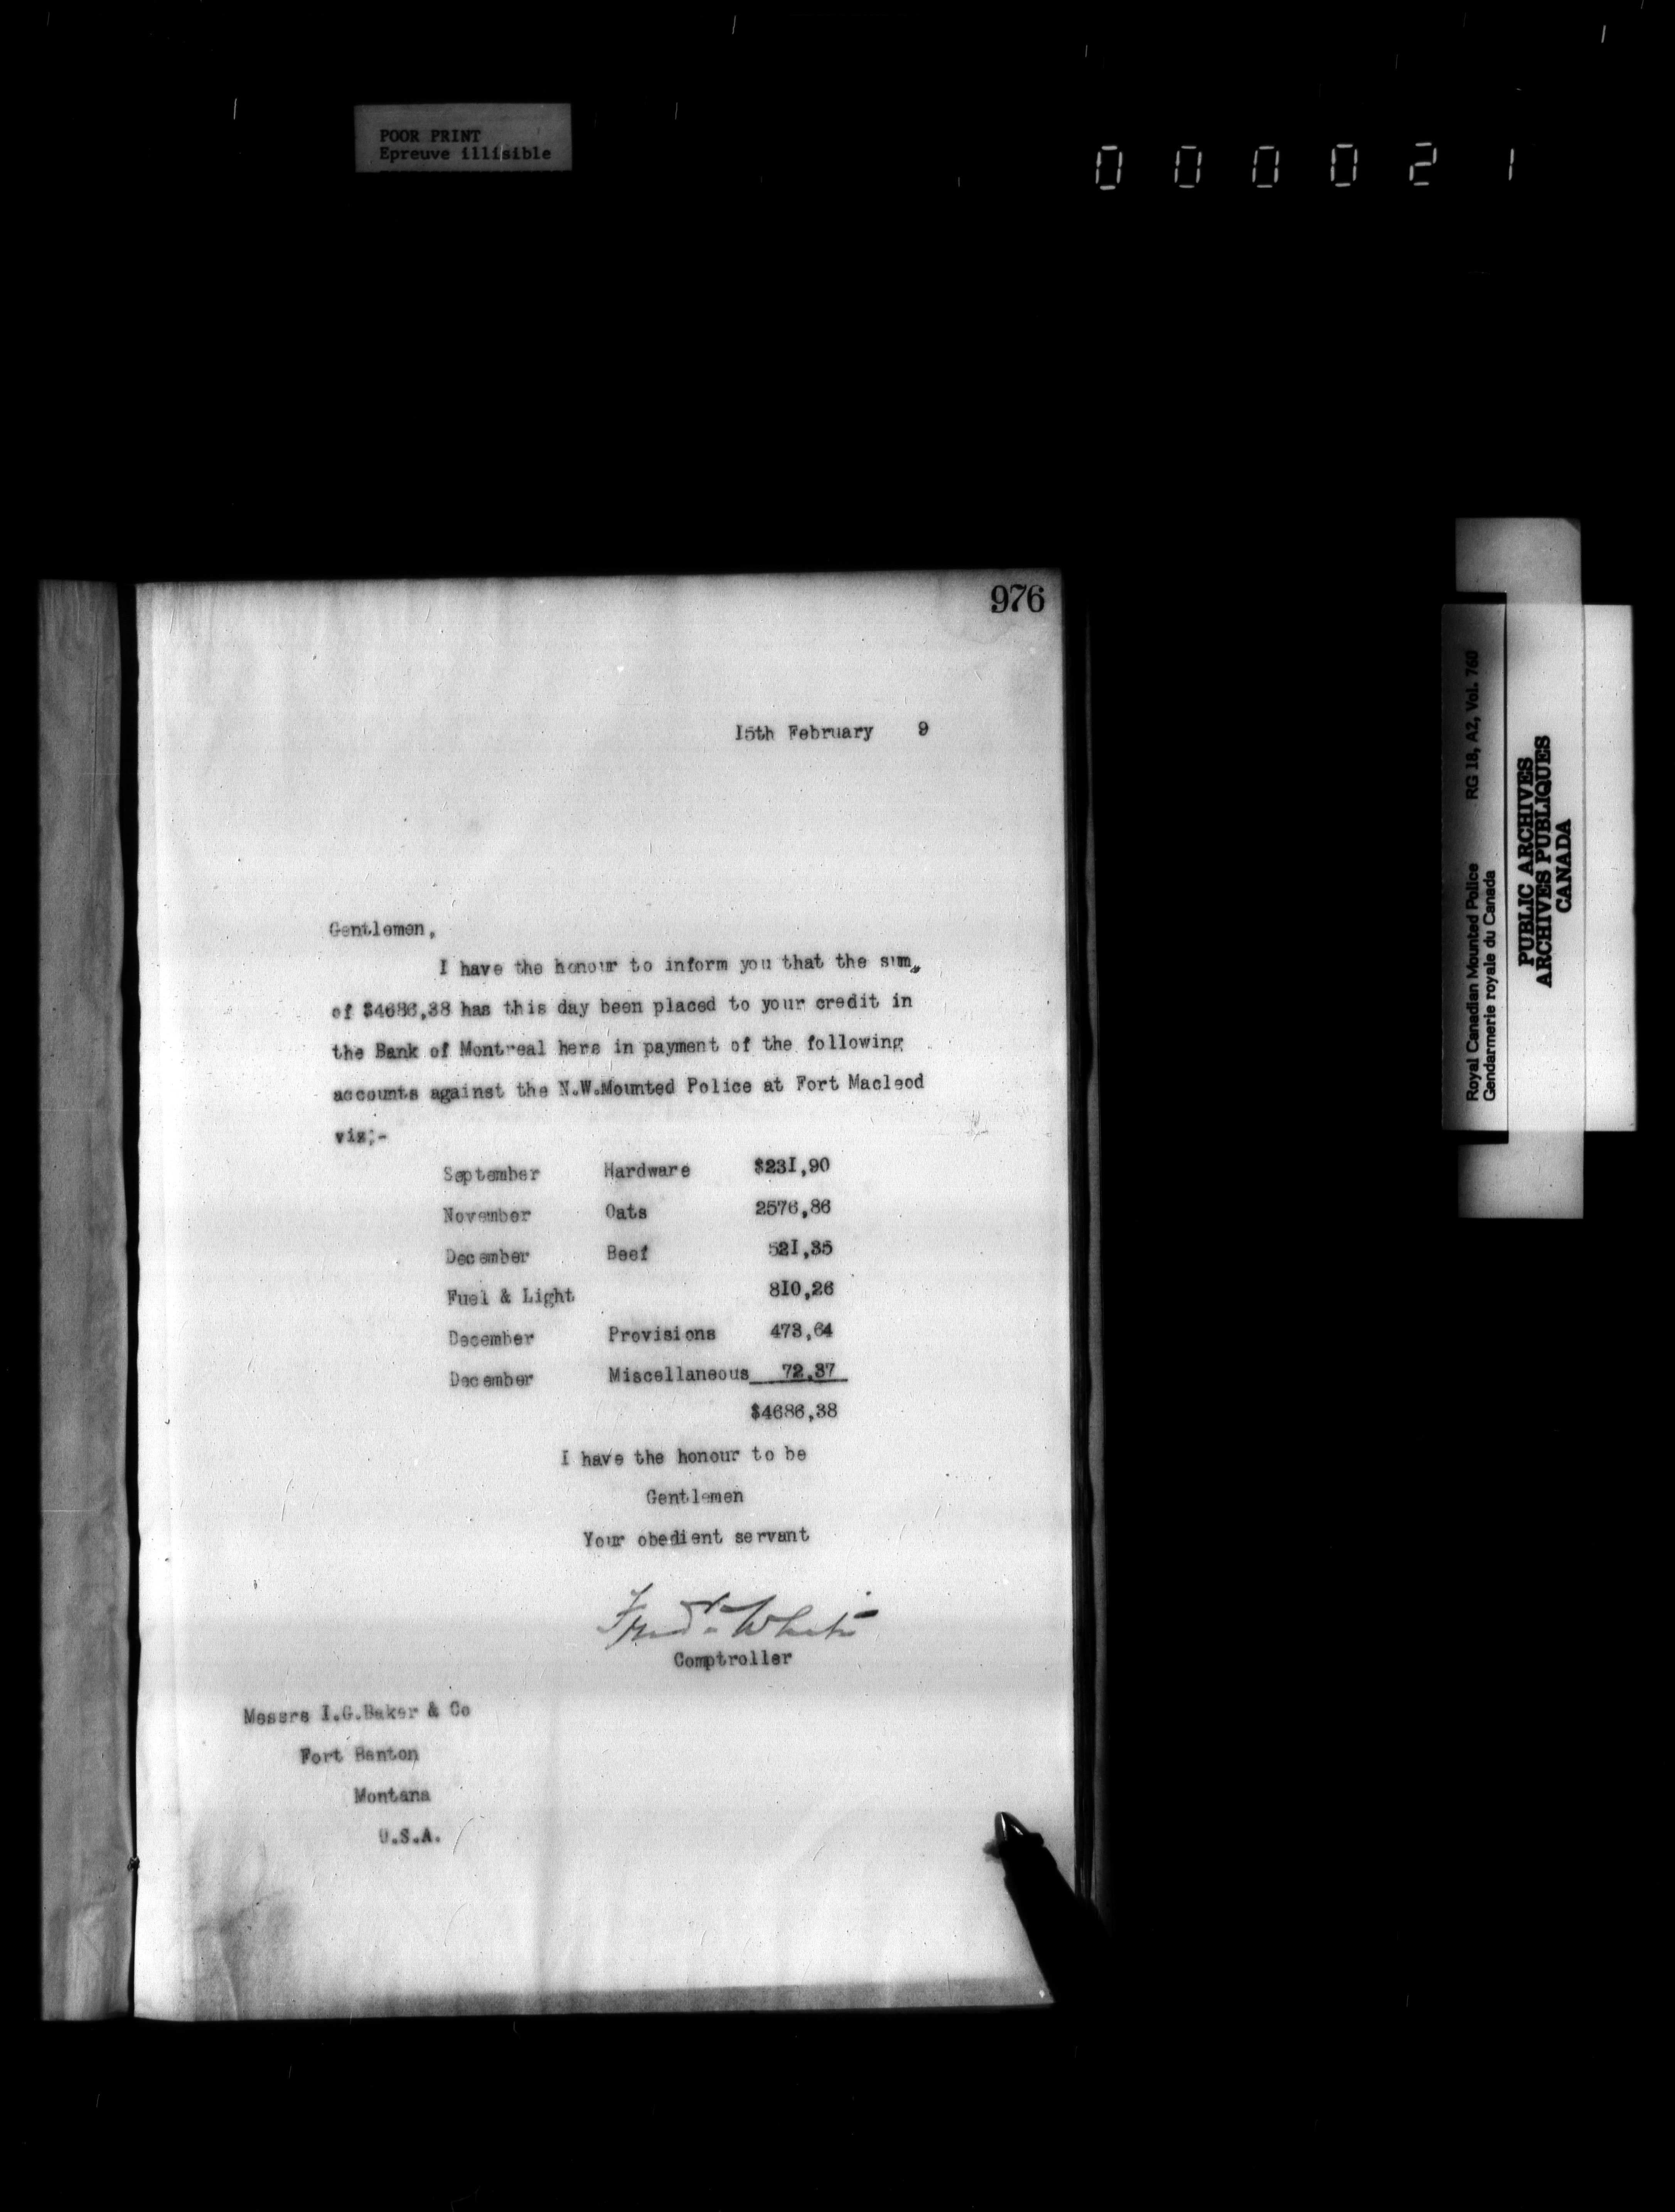 POOR PRINT
Epreuve illisible
000021
976
15th February 9
Gentlemen,
I have the honour to inform you that the sum
of $4686,38 has this day been placed to your credit in
the Bank of Montreal here in payment of the following
accounts against the N.W.Mounted Police at Fort Macleod
viz;-
September Hardware $231,90
November Oats 2576,86
December Beef 521,35
Fuel & Light 810,26
December Provisions 473,64
December Miscellaneous 72,37
$4686,38
I have the honour to be
Gentlemen
Your obedient servant
Fred White
Comptroller
Messrs I.G.Baker & Co
Fort Benton
Montana
U.S.A.
Royal Canadian Mounted Police RG 18, A2, Vol. 760
Gendarmerie royale du Canada
PUBLIC ARCHIVES
ARCHIVES PUBLIQUES
CANADA